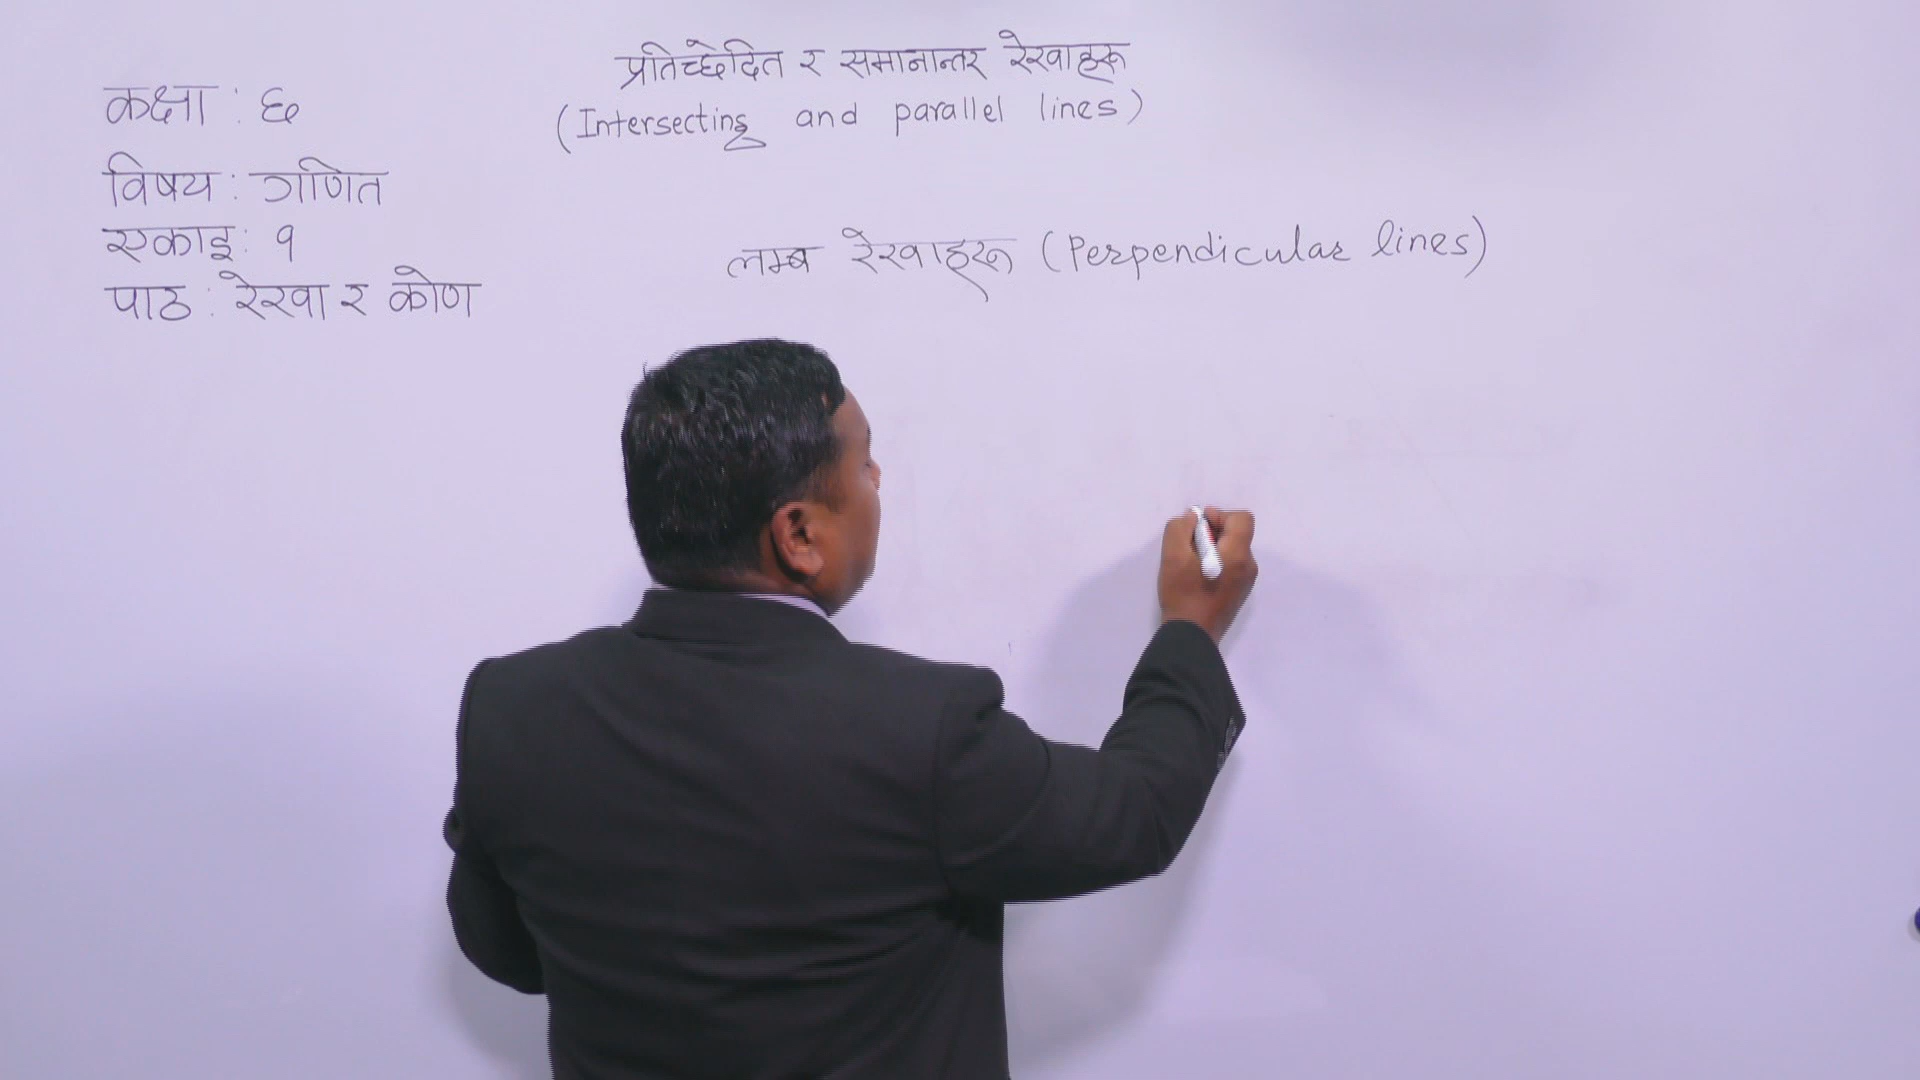 प्रतिच्छेदित र समानान्तर रेखाहरू
(Intersecting and parallel lines)
कक्षा : ६
विषय : गणित
एकाइ : १
पाठ : रेखा र कोण
लम्ब रेखाहरू (Perpendicular lines)